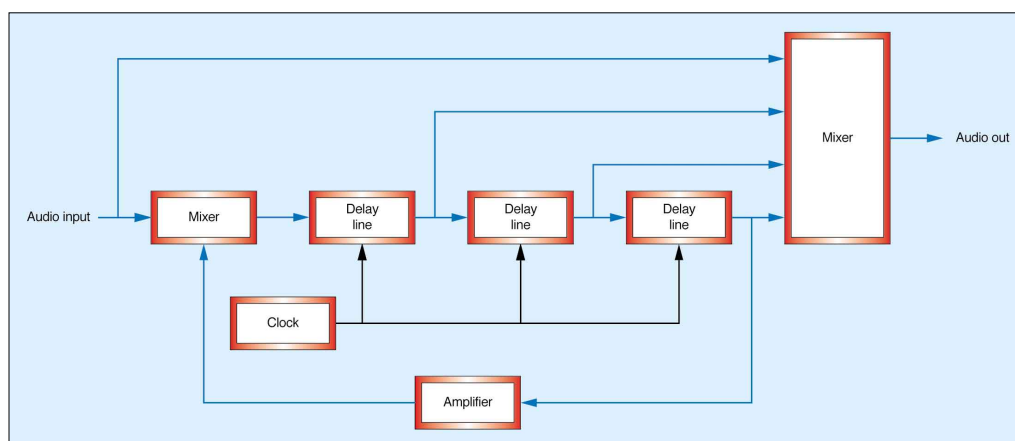 Mixer
Audio out
Audio input
Mixer
Delay
line
Delay
line
Delay
line
Clock
Amplifier